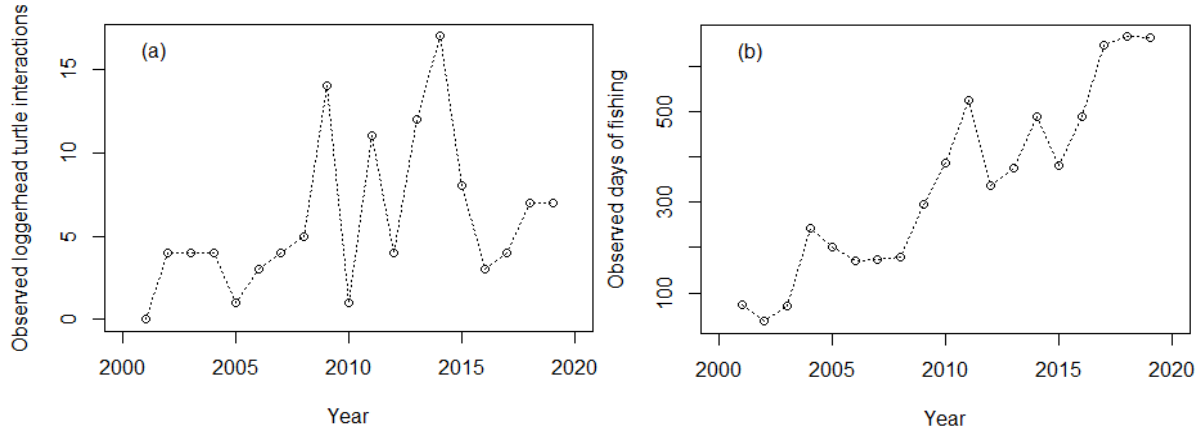 Observed loggerhead turtle interactions
(a)
15
10
5
0
2000 2005 2010 2015 2020
Year
Observed days of fishing
(b)
500
300
100
2000 2005 2010 2015 2020
Year